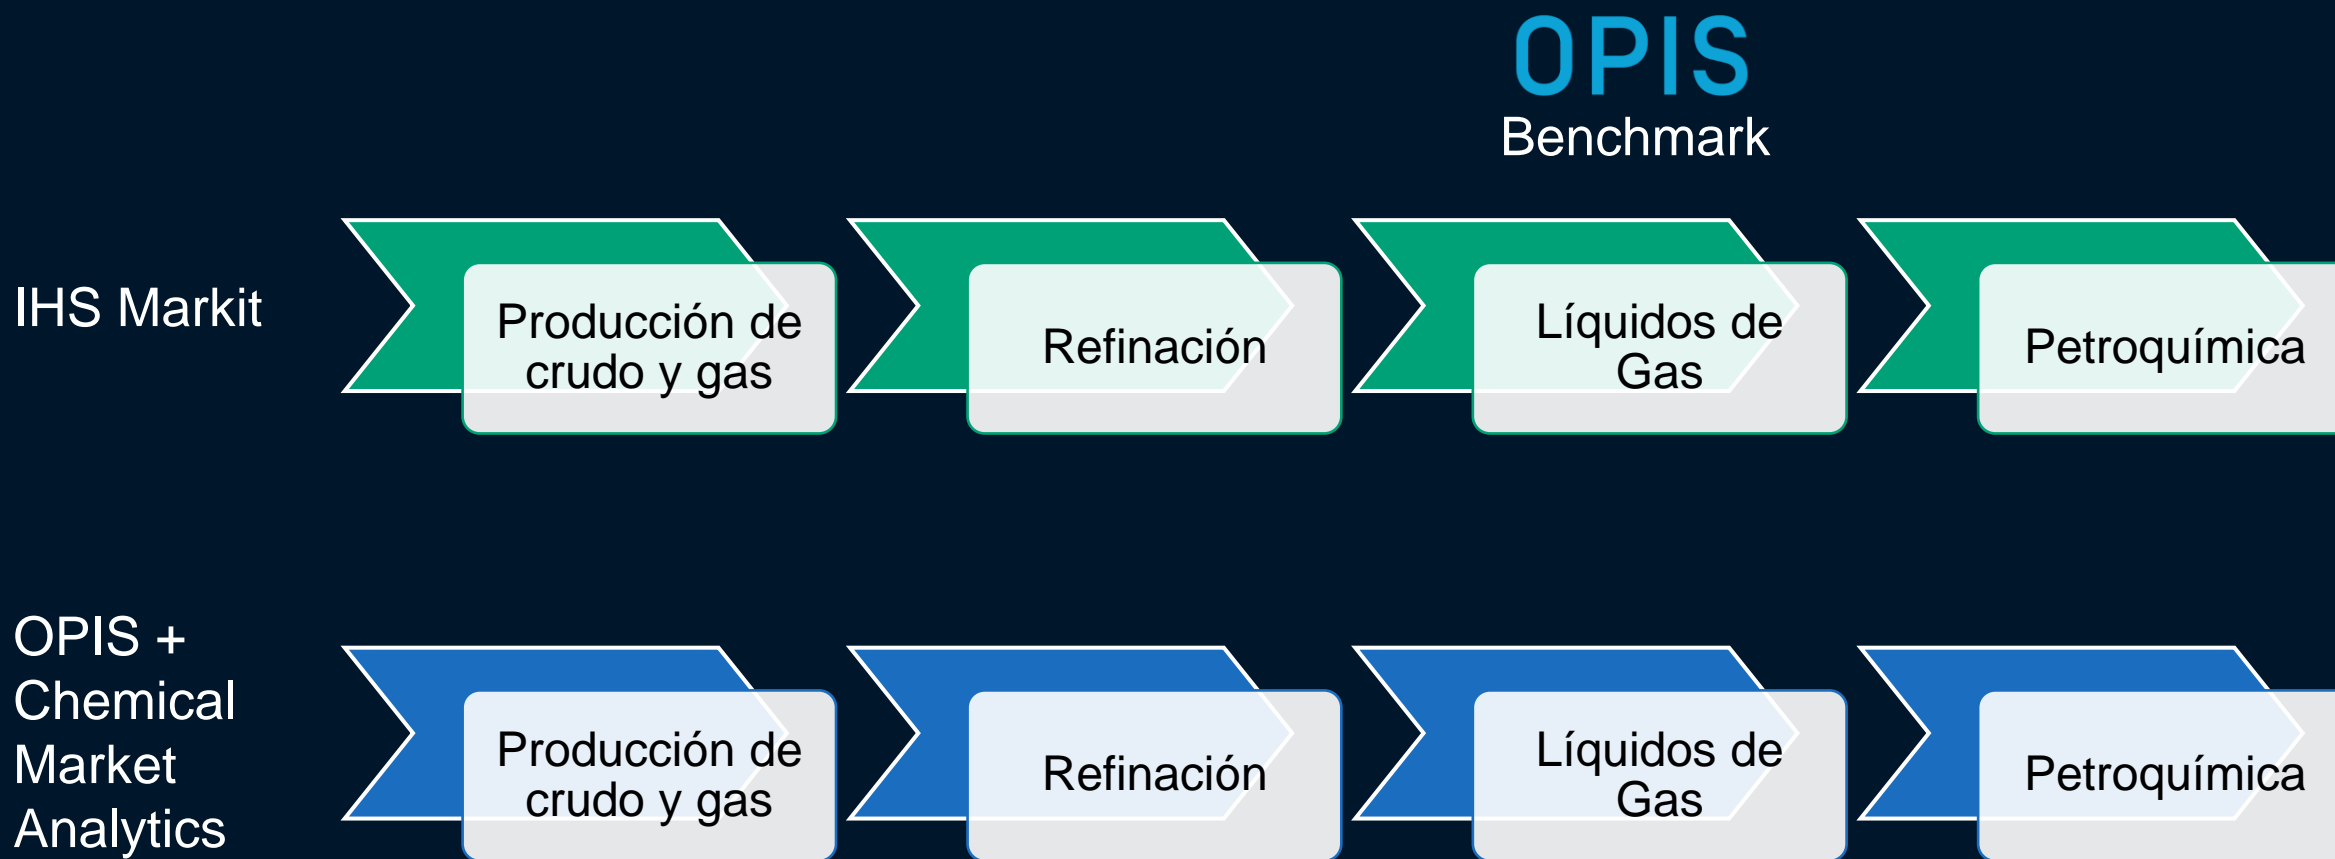 OPIS
Benchmark
IHS Markit
Producción de
crudo y gas
Refinación
Líquidos de
Gas
Petroquímica
OPIS +
Chemical
Market
Analytics
Producción de
crudo y gas
Refinación
Líquidos de
Gas
Petroquímica